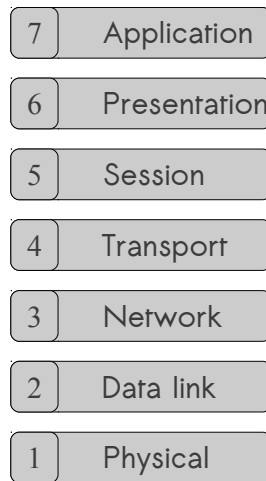 7 Application
6 Presentation
5 Session
4 Transport
3 Network
2 Data link
1 Physical